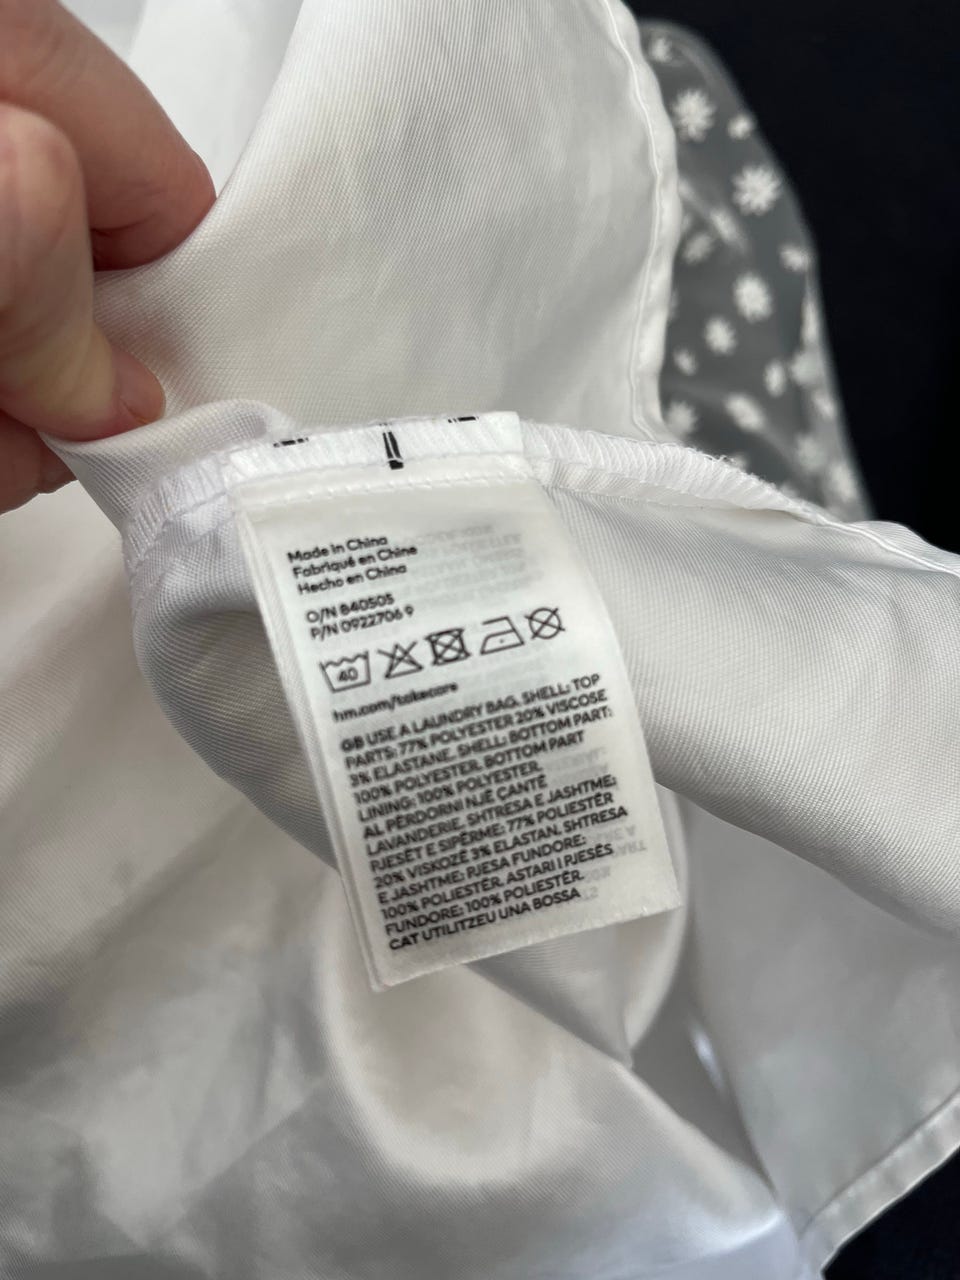 Made in China
Fabriqué en Chine
Hecho en China
O/N 840505
P/N 0922706 9
40
hm.com/takecare
GB USE A LAUNDRY BAG. SHELL: TOP
PARTS: 77% POLYESTER 20% VISCOSE
3% ELASTANE. SHELL: BOTTOM PART:
100% POLYESTER. BOTTOM PART
LINING: 100% POLYESTER.
AL PËRDORNI NJË ÇANTË
LAVANDERIE. SHTRESA E JASHTME:
PJESËT E SIPËRME: 77% POLIESTËR
20% VISKOZË 3% ELASTAN. SHTRESA
E JASHTME: PJESA FUNDORE:
100% POLIESTËR. ASTARI I PJESËS
FUNDORE: 100% POLIESTËR.
CAT UTILITZEU UNA BOSSA